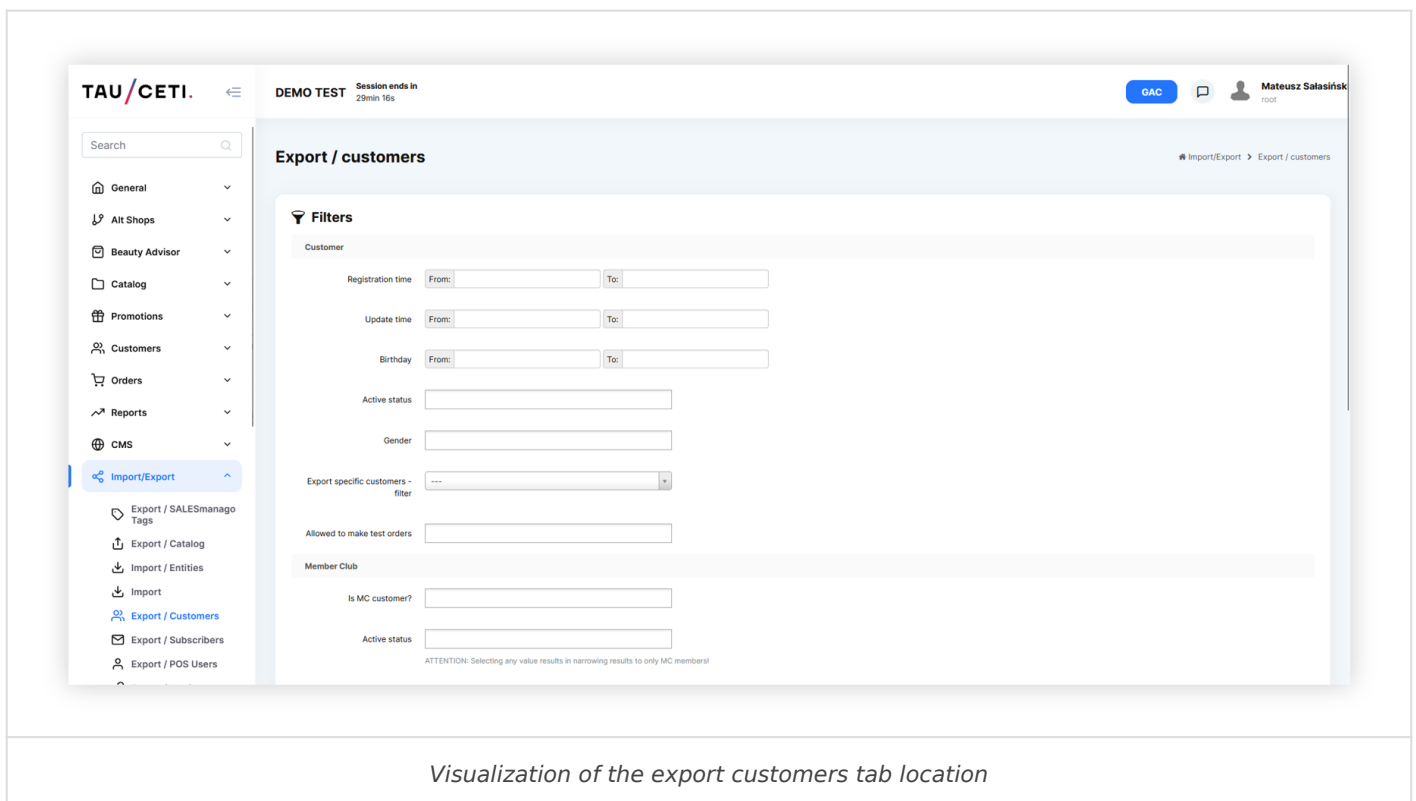 TAU/CETI.
DEMO TEST
Session ends in
29min 16s
GAC
Mateusz Sałasińsk
root
Search
General
Alt Shops
Beauty Advisor
Catalog
Promotions
Customers
Orders
Reports
CMS
Import/Export
Export / SALESmanago
Tags
Export / Catalog
Import / Entities
Import
Export / Customers
Export / Subscribers
Export / POS Users
Export / customers
Import/Export > Export / customers
Filters
Customer
Registration time From: To:
Update time From: To:
Birthday From: To:
Active status
Gender
Export specific customers -
filter
---
Allowed to make test orders
Member Club
Is MC customer?
Active status
ATTENTION: Selecting any value results in narrowing results to only MC members!
Visualization of the export customers tab location